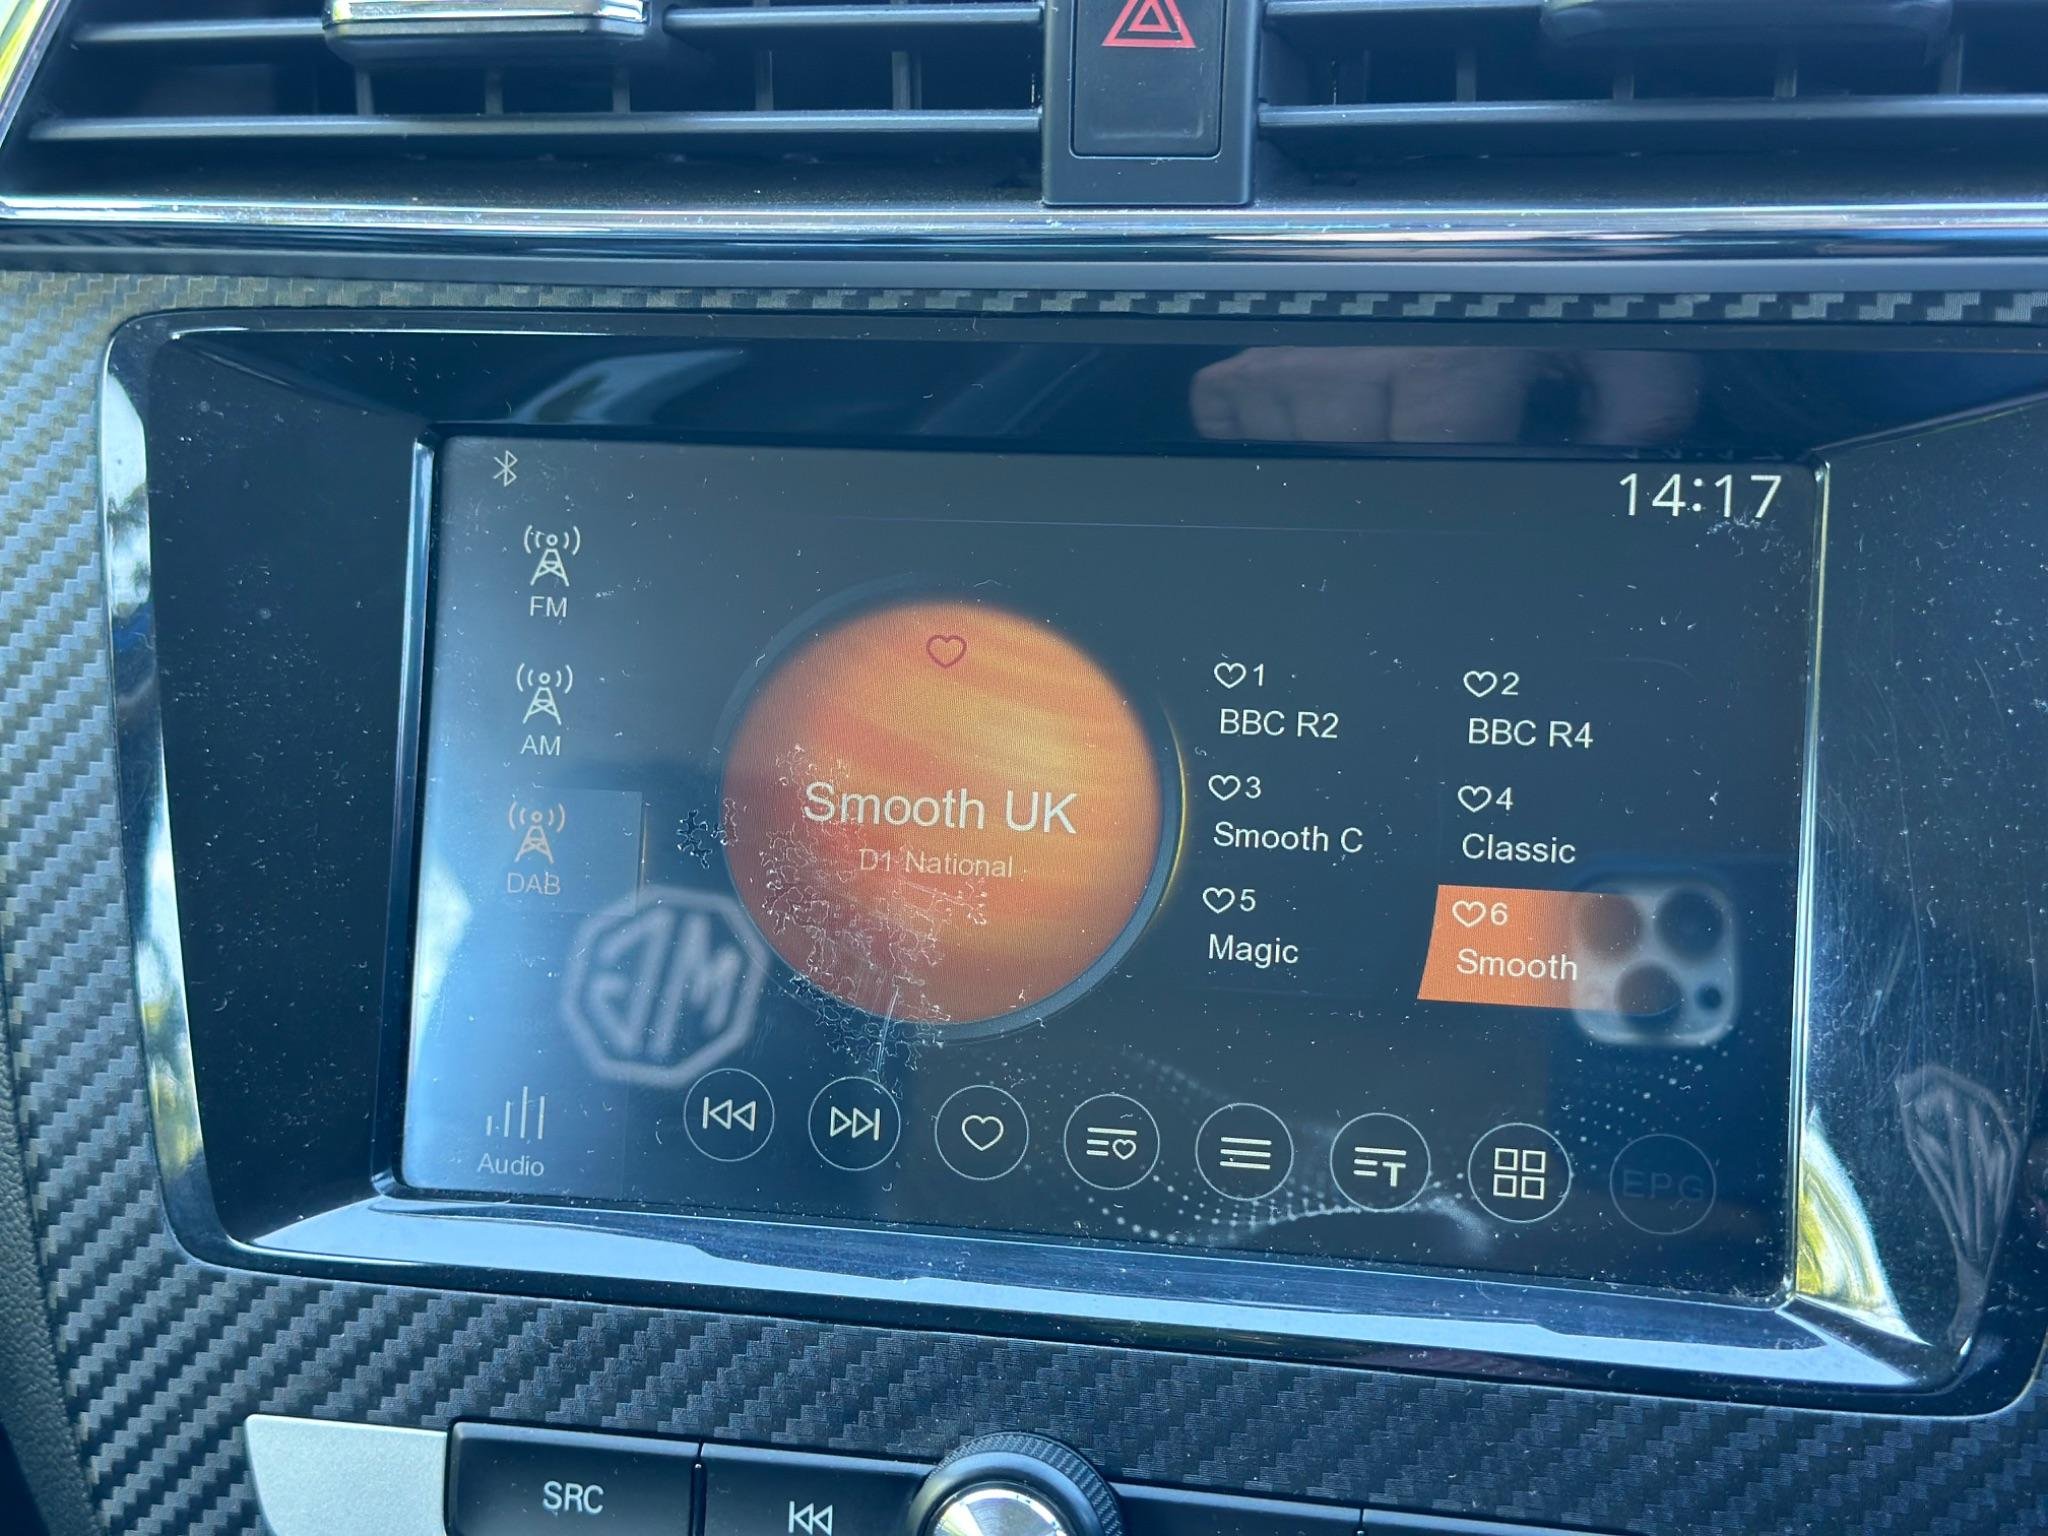 14:17
FM
AM
DAB
Audio
Smooth UK
D1 National
1
BBC R2
2
BBC R4
3
Smooth C
4
Classic
5
Magic
6
Smooth
T
EPG
MG
SRC